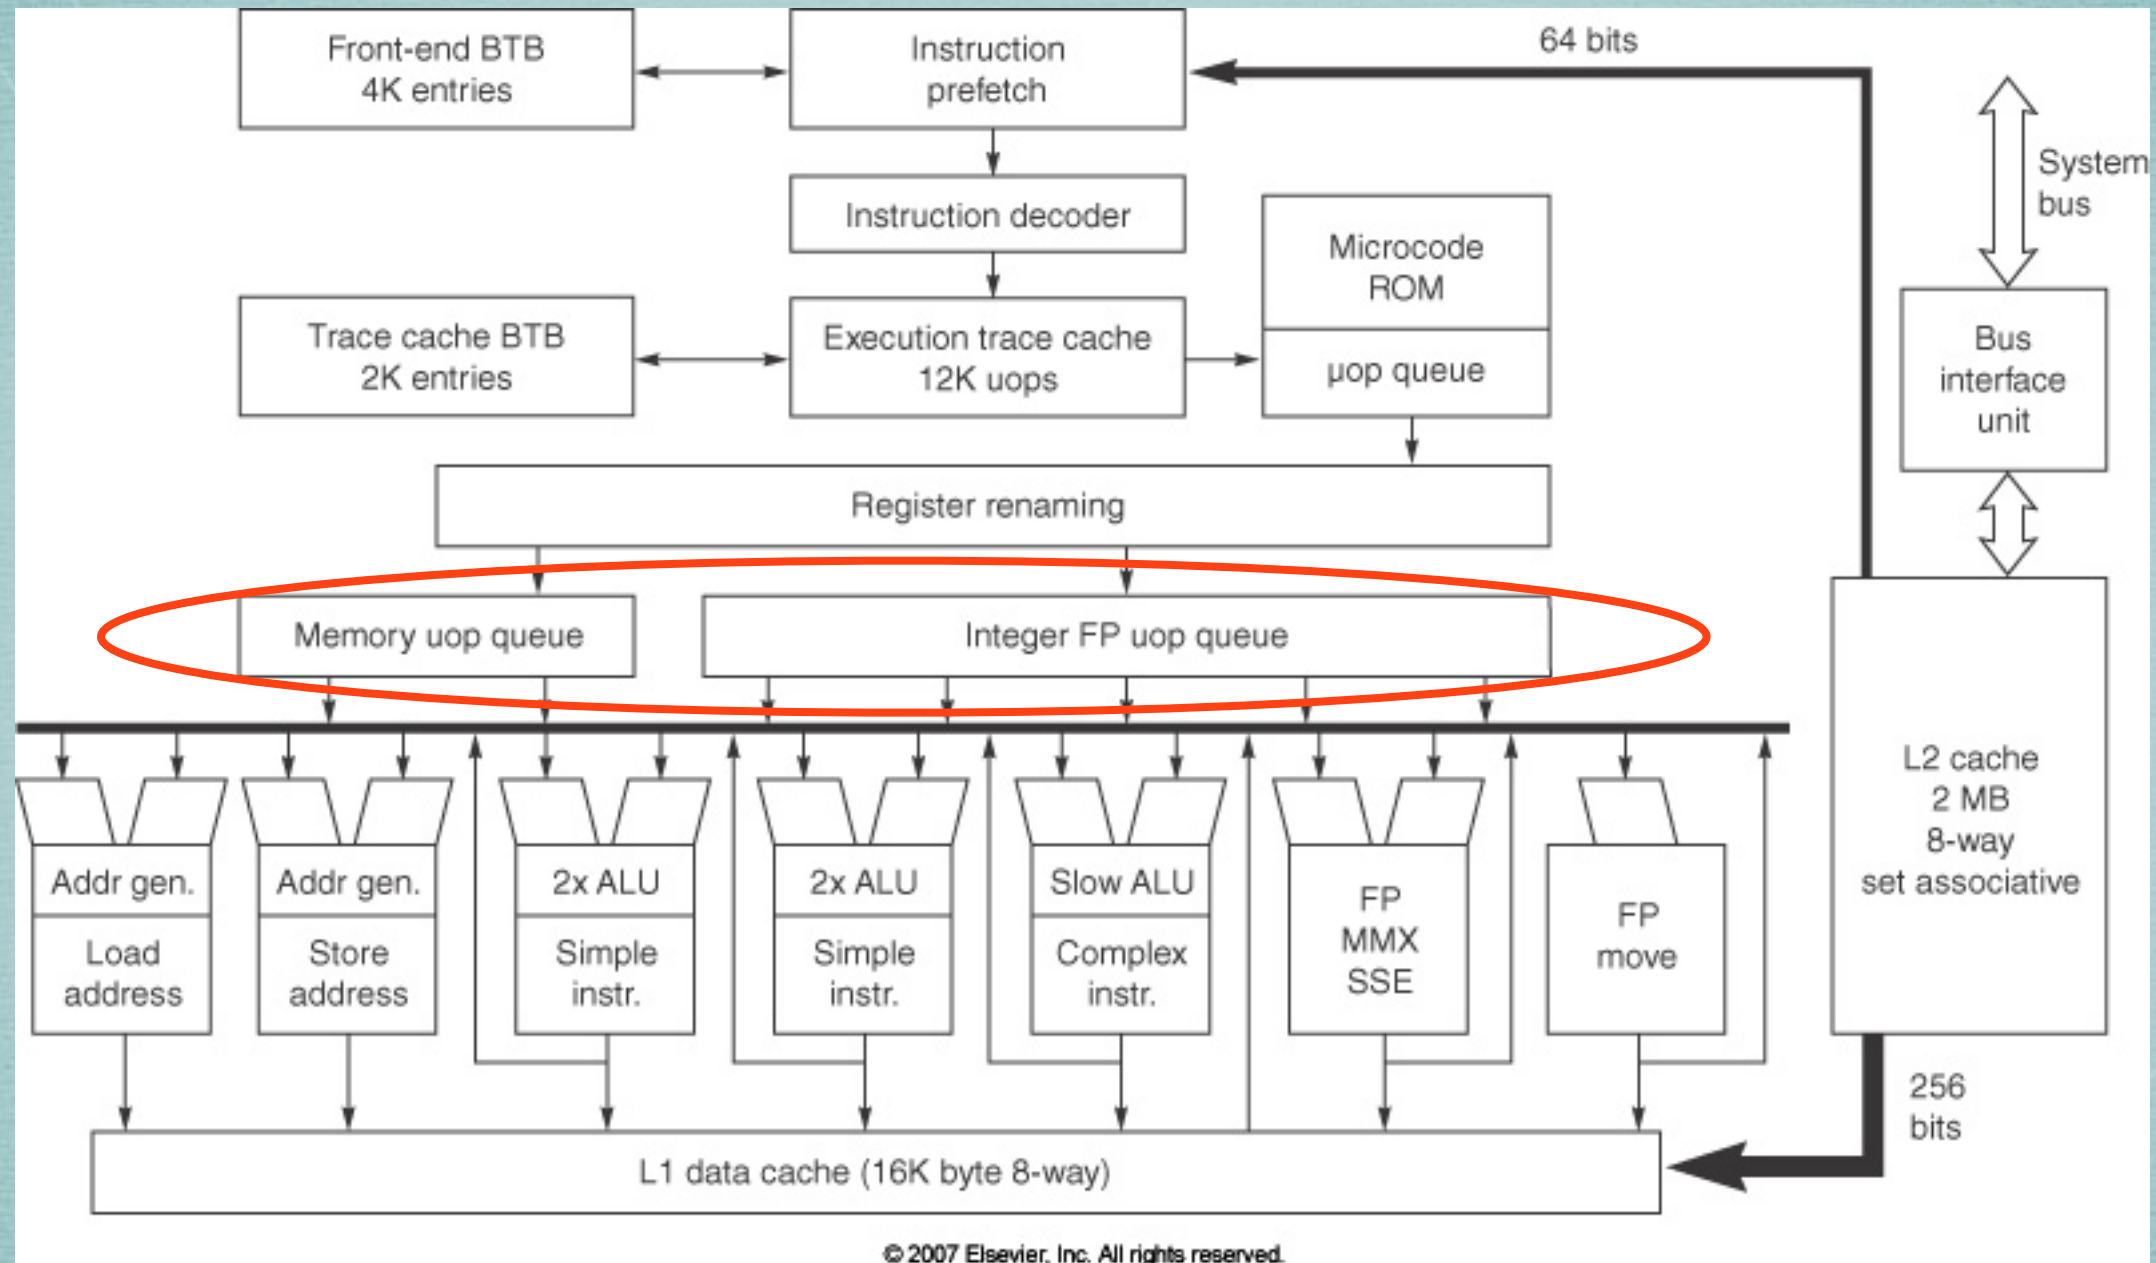 Front-end BTB
4K entries
Instruction
prefetch
64 bits
System
bus
Instruction decoder
Microcode
ROM
Trace cache BTB
2K entries
Execution trace cache
12K uops
µop queue
Bus
interface
unit
Register renaming
Memory uop queue
Integer FP uop queue
L2 cache
2 MB
8-way
set associative
Addr gen.
Load
address
Addr gen.
Store
address
2x ALU
Simple
instr.
2x ALU
Simple
instr.
Slow ALU
Complex
instr.
FP
MMX
SSE
FP
move
256
bits
L1 data cache (16K byte 8-way)
© 2007 Elsevier, Inc. All rights reserved.